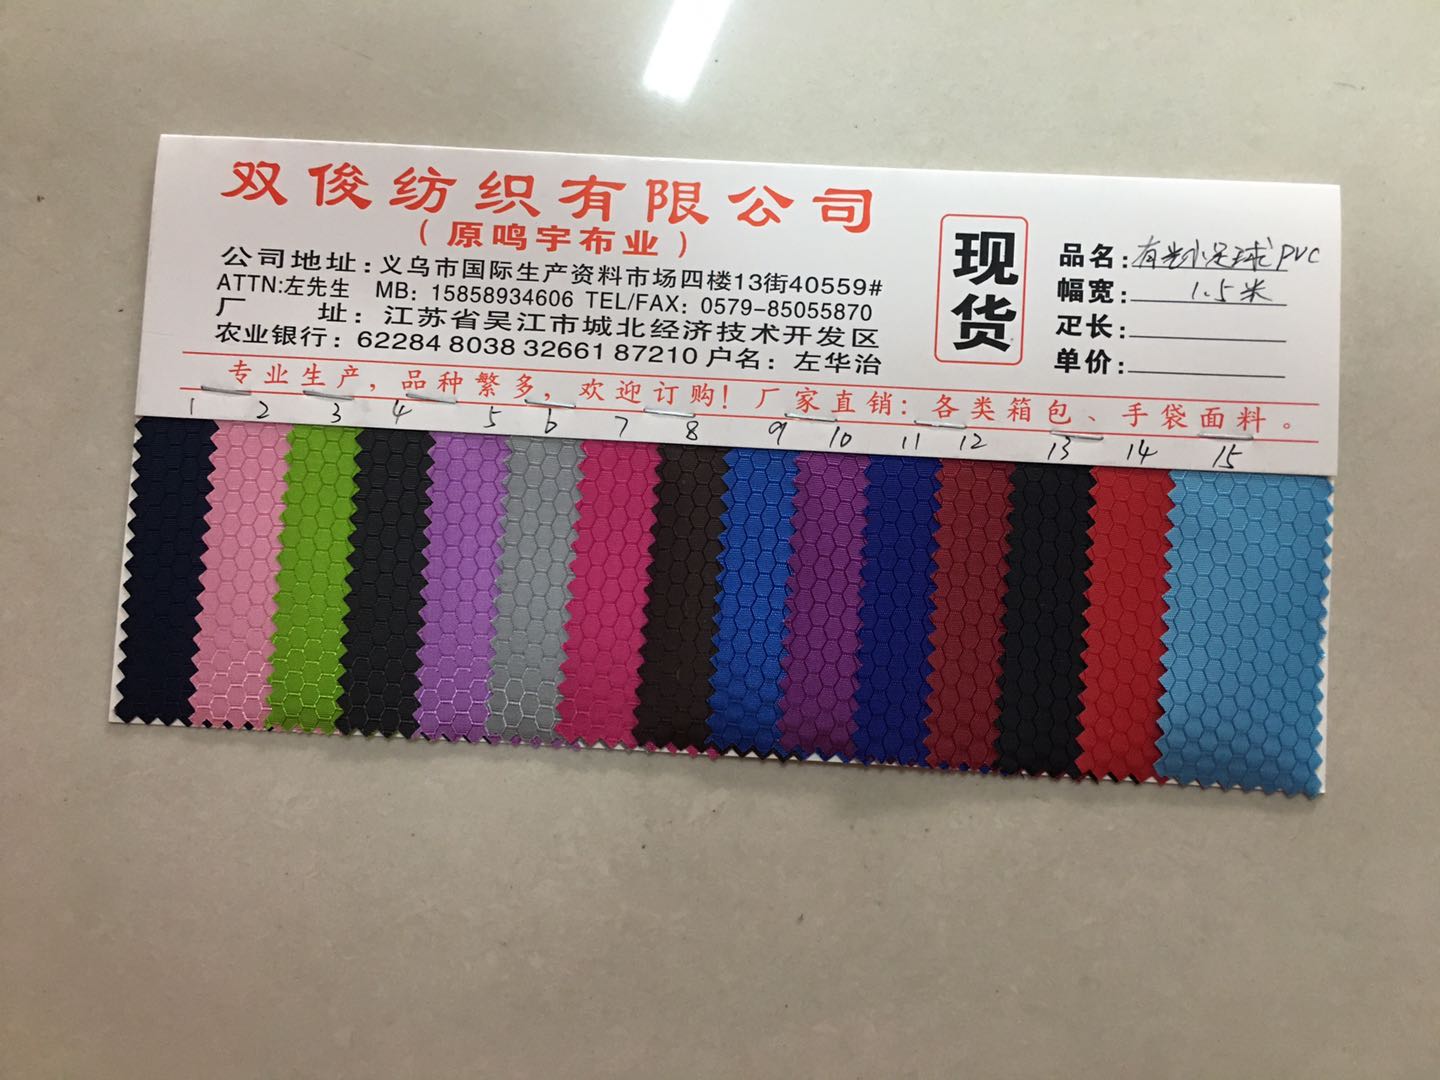 双俊纺织有限公司
（原鸣宇布业）
公司地址：义乌市国际生产资料市场四楼13街40559#
ATTN:左先生 MB: 15858934606 TEL/FAX: 0579-85055870
厂 址：江苏省吴江市城北经济技术开发区
农业银行：62284 8038 32661 87210 户名：左华治
现货
品名：有光小足球PVC
幅宽：1.5米
疋长：
单价：
专业生产，品种繁多，欢迎订购！厂家直销：各类箱包、手袋面料。
1 2 3 4 5 6 7 8 9 10 11 12 13 14 15